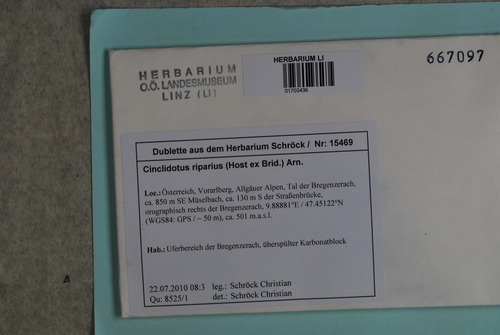 HERBARIUM
O.Ö. LANDESMUSEUM
LINZ (LI)
HERBARIUM LI
01703436
667097
Dublette aus dem Herbarium Schröck / Nr: 15469
Cinclidotus riparius (Host ex Brid.) Arn.
Loc.: Österreich, Vorarlberg, Allgäuer Alpen, Tal der Bregenzerach,
ca. 850 m SE Müselbach, ca. 130 m S der Straßenbrücke,
orographisch rechts der Bregenzerach, 9.88881°E / 47.45122°N
(WGS84: GPS / ~ 50 m), ca. 501 m.a.s.l.
Hab.: Uferbereich der Bregenzerach, überspülter Karbonatblock
22.07.2010 08:3 leg.: Schröck Christian
Qu: 8525/1 det.: Schröck Christian